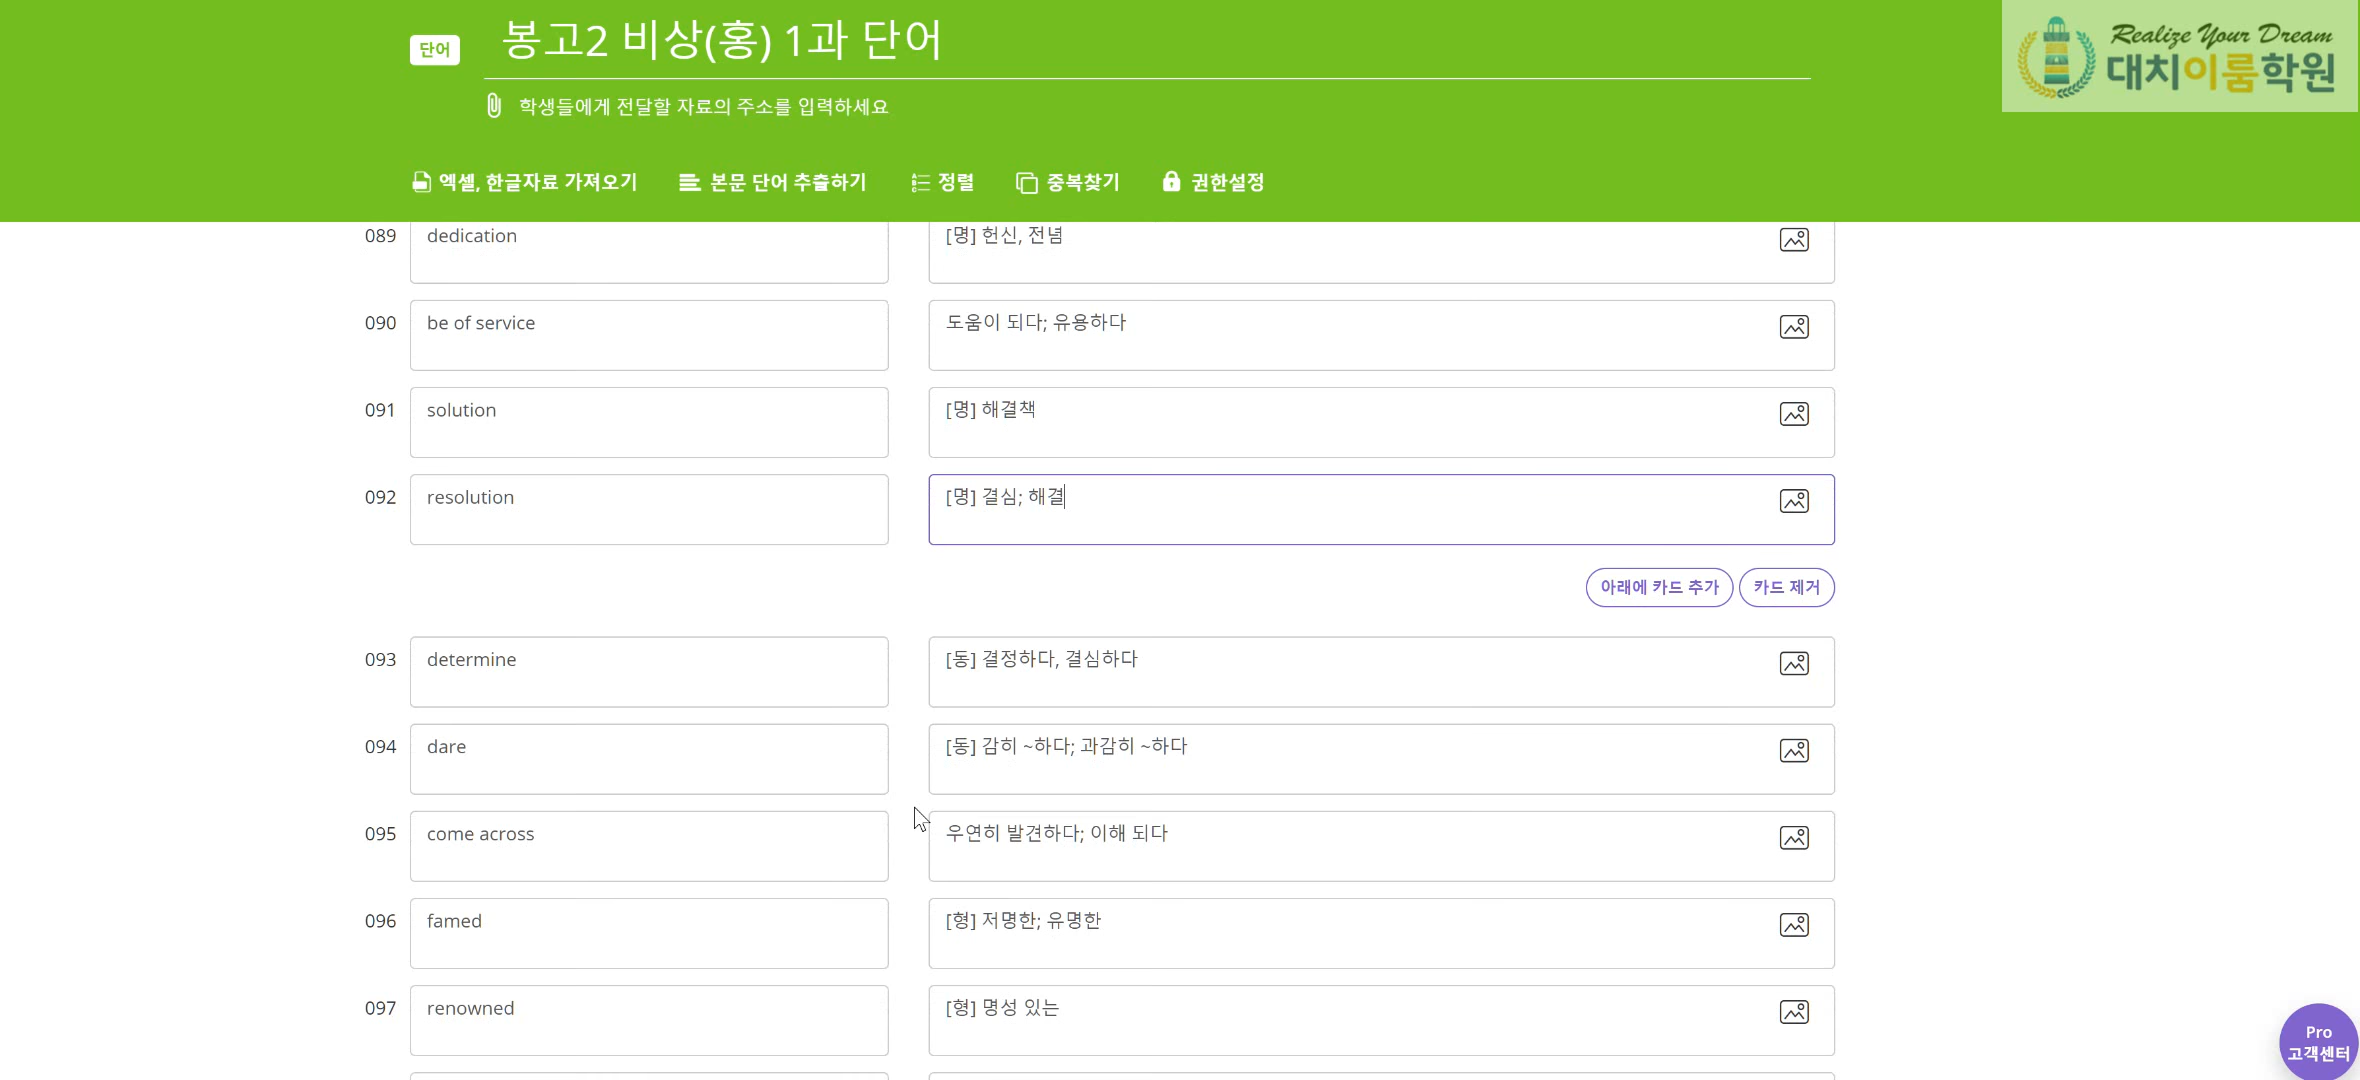 단어
봉고2 비상(홍) 1과 단어
Realize Your Dream
대치이룸학원
학생들에게 전달할 자료의 주소를 입력하세요
엑셀, 한글자료 가져오기
본문 단어 추출하기
정렬
중복찾기
권한설정
089 dedication [명] 헌신, 전념
090 be of service 도움이 되다; 유용하다
091 solution [명] 해결책
092 resolution [명] 결심; 해결
아래에 카드 추가
카드 제거
093 determine [동] 결정하다, 결심하다
094 dare [동] 감히 ~하다; 과감히 ~하다
095 come across 우연히 발견하다; 이해 되다
096 famed [형] 저명한; 유명한
097 renowned [형] 명성 있는
Pro
고객센터